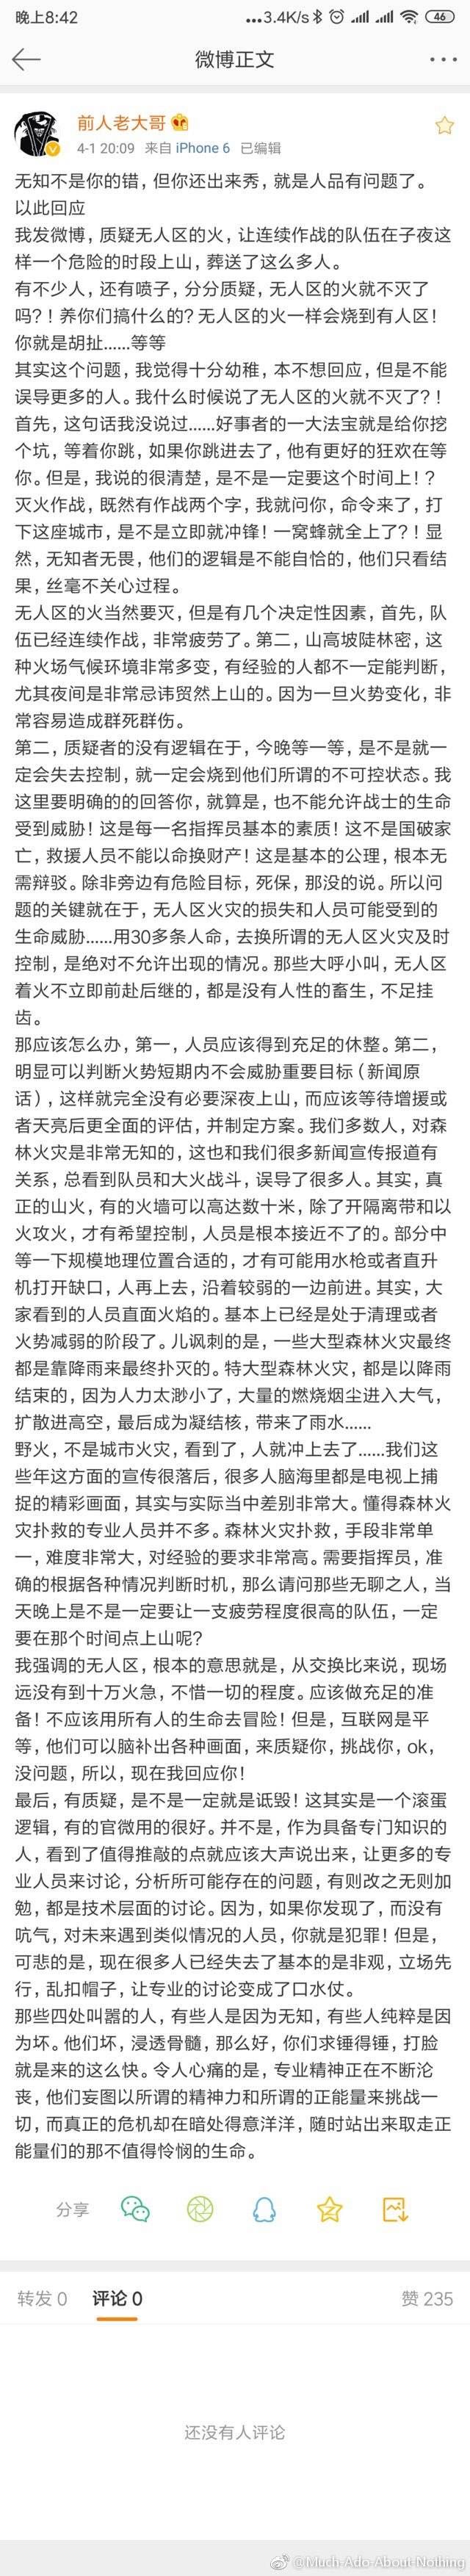 晚上8:42
...3.4K/s
46
微博正文
前人老大哥
4-1 20:09 来自 iPhone 6 已编辑
无知不是你的错，但你还出来秀，就是人品有问题了。
以此回应
我发微博，质疑无人区的火，让连续作战的队伍在子夜这
样一个危险的时段上山，葬送了这么多人。
有不少人，还有喷子，分分质疑，无人区的火就不灭了
吗?！养你们搞什么的? 无人区的火一样会烧到有人区！
你就是胡扯......等等
其实这个问题，我觉得十分幼稚，本不想回应，但是不能
误导更多的人。我什么时候说了无人区的火就不灭了?！
首先，这句话我没说过......好事者的一大法宝就是给你挖
个坑，等着你跳，如果你跳进去了，他有更好的狂欢在等
你。但是，我说的很清楚，是不是一定要这个时间上！?
灭火作战，既然有作战两个字，我就问你，命令来了，打
下这座城市，是不是立即就冲锋！一窝蜂就全上了?！显
然，无知者无畏，他们的逻辑是不能自恰的，他们只看结
果，丝毫不关心过程。
无人区的火当然要灭，但是有几个决定性因素，首先，队
伍已经连续作战，非常疲劳了。第二，山高坡陡林密，这
种火场气候环境非常多变，有经验的人都不一定能判断，
尤其夜间是非常忌讳贸然上山的。因为一旦火势变化，非
常容易造成群死群伤。
第二，质疑者的没有逻辑在于，今晚等一等，是不是就一
定会失去控制，就一定会烧到他们所谓的不可控状态。我
这里要明确的的回答你，就算是，也不能允许战士的生命
受到威胁！这是每一名指挥员基本的素质！这不是国破家
亡，救援人员不能以命换财产！这是基本的公理，根本无
需辩驳。除非旁边有危险目标，死保，那没的说。所以问
题的关键就在于，无人区火灾的损失和人员可能受到的
生命威胁......用30多条人命，去换所谓的无人区火灾及时
控制，是绝对不允许出现的情况。那些大呼小叫，无人区
着火不立即前赴后继的，都是没有人性的畜生，不足挂
齿。
那应该怎么办，第一，人员应该得到充足的休整。第二，
明显可以判断火势短期内不会威胁重要目标（新闻原
话），这样就完全没有必要深夜上山，而应该等待增援或
者天亮后更全面的评估，并制定方案。我们多数人，对森
林火灾是非常无知的，这也和我们很多新闻宣传报道有
关系，总看到队员和大火战斗，误导了很多人。其实，真
正的山火，有的火墙可以高达数十米，除了开隔离带和以
火攻火，才有希望控制，人员是根本接近不了的。部分中
等一下规模地理位置合适的，才有可能用水枪或者直升
机打开缺口，人再上去，沿着较弱的一边前进。其实，大
家看到的人员直面火焰的。基本上已经是处于清理或者
火势减弱的阶段了。儿讽刺的是，一些大型森林火灾最终
都是靠降雨来最终扑灭的。特大型森林火灾，都是以降雨
结束的，因为人力太渺小了，大量的燃烧烟尘进入大气，
扩散进高空，最后成为凝结核，带来了雨水......
野火，不是城市火灾，看到了，人就冲上去了......我们这
些年这方面的宣传很落后，很多人脑海里都是电视上捕
捉的精彩画面，其实与实际当中差别非常大。懂得森林火
灾扑救的专业人员并不多。森林火灾扑救，手段非常单
一，难度非常大，对经验的要求非常高。需要指挥员，准
确的根据各种情况判断时机，那么请问那些无聊之人，当
天晚上是不是一定要让一支疲劳程度很高的队伍，一定
要在那个时间点上山呢?
我强调的无人区，根本的意思就是，从交换比来说，现场
远没有到十万火急，不惜一切的程度。应该做充足的准
备！不应该用所有人的生命去冒险！但是，互联网是平
等，他们可以脑补出各种画面，来质疑你，挑战你，ok，
没问题，所以，现在我回应你！
最后，有质疑，是不是一定就是诋毁！这其实是一个滚蛋
逻辑，有的官微用的很好。并不是，作为具备专门知识的
人，看到了值得推敲的点就应该大声说出来，让更多的专
业人员来讨论，分析所可能存在的问题，有则改之无则加
勉，都是技术层面的讨论。因为，如果你发现了，而没有
吭气，对未来遇到类似情况的人员，你就是犯罪！但是，
可悲的是，现在很多人已经失去了基本的是非观，立场先
行，乱扣帽子，让专业的讨论变成了口水仗。
那些四处叫嚣的人，有些人是因为无知，有些人纯粹是因
为坏。他们坏，浸透骨髓，那么好，你们求锤得锤，打脸
就是来的这么快。令人心痛的是，专业精神正在不断沦
丧，他们妄图以所谓的精神力和所谓的正能量来挑战一
切，而真正的危机却在暗处得意洋洋，随时站出来取走正
能量们的那不值得怜悯的生命。
分享
转发 0 评论 0 赞 235
还没有人评论
@Much-Ado-About-Nothing